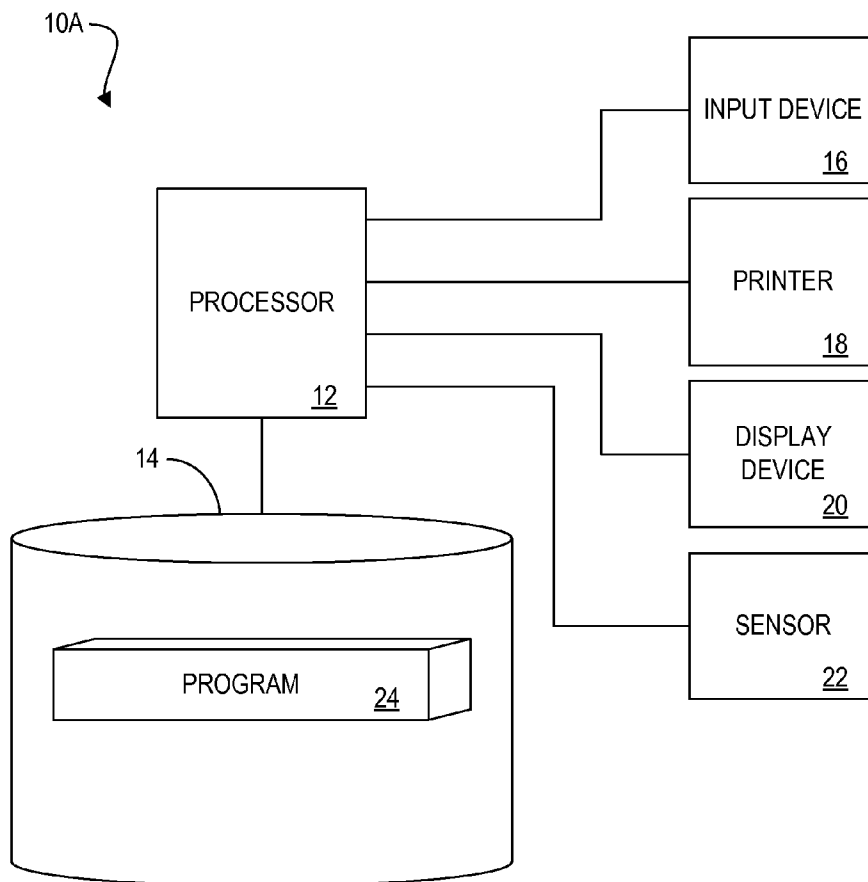 10A
INPUT DEVICE
16
PROCESSOR
12
PRINTER
18
DISPLAY
DEVICE
20
14
SENSOR
22
PROGRAM
24